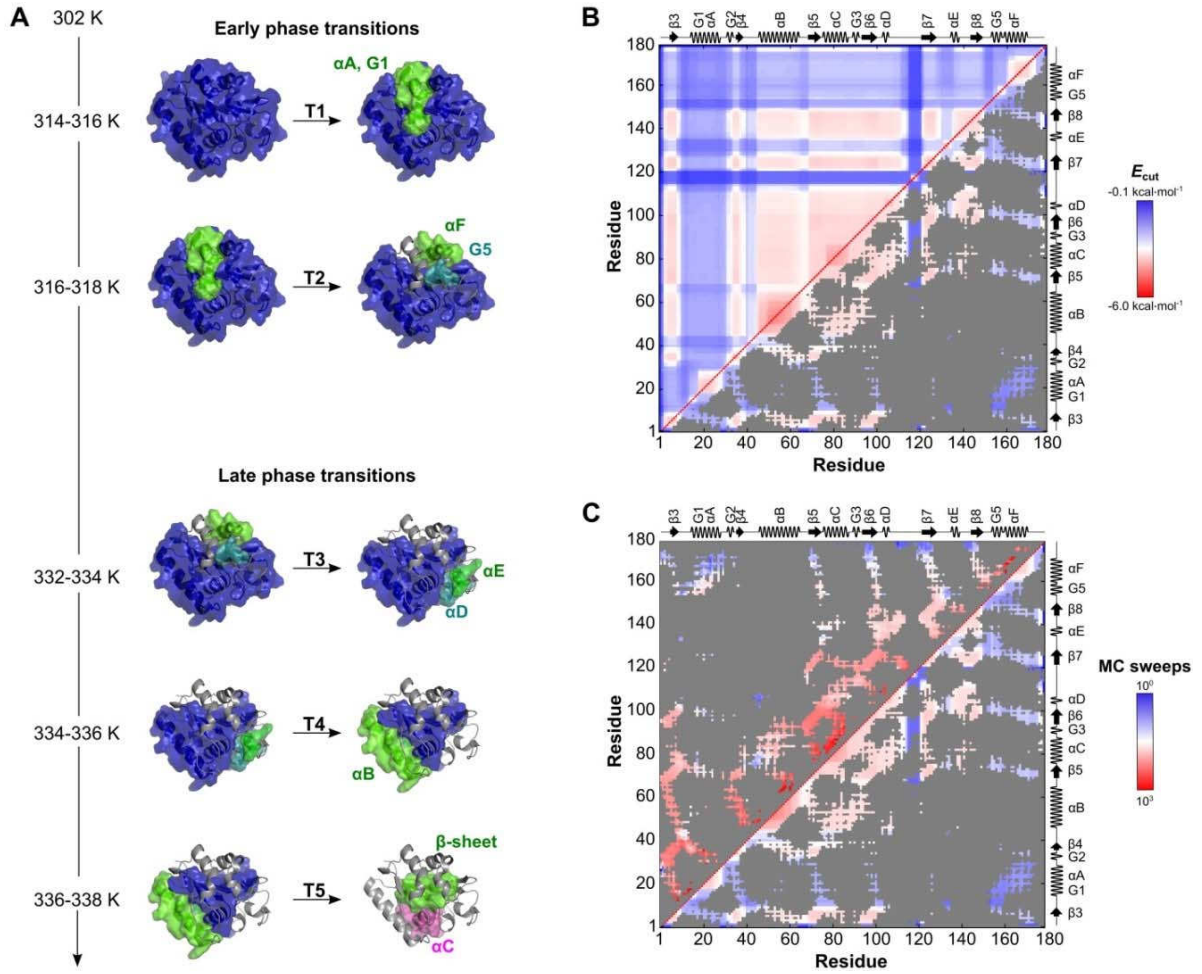 A
302 K
Early phase transitions
αA, G1
314-316 K
T1
αF
G5
316-318 K
T2
Late phase transitions
332-334 K
T3
αE
αD
334-336 K
T4
αB
β-sheet
336-338 K
T5
αC
B
β3 G1 αA G2 β4 αB β5 αC G3 β6 αD β7 αE β8 G5 αF
180
160
140
120
100
80
60
40
20
1
Residue
αF
G5
β8
αE
β7
αD
β6
G3
αC
β5
αB
β4
G2
αA
G1
β3
1 20 40 60 80 100 120 140 160 180
Residue
Ecut
-0.1 kcal·mol-1
-6.0 kcal·mol-1
C
β3 G1 αA G2 β4 αB β5 αC G3 β6 αD β7 αE β8 G5 αF
180
160
140
120
100
80
60
40
20
1
Residue
αF
G5
β8
αE
β7
αD
β6
G3
αC
β5
αB
β4
G2
αA
G1
β3
1 20 40 60 80 100 120 140 160 180
Residue
MC sweeps
10⁰
10³